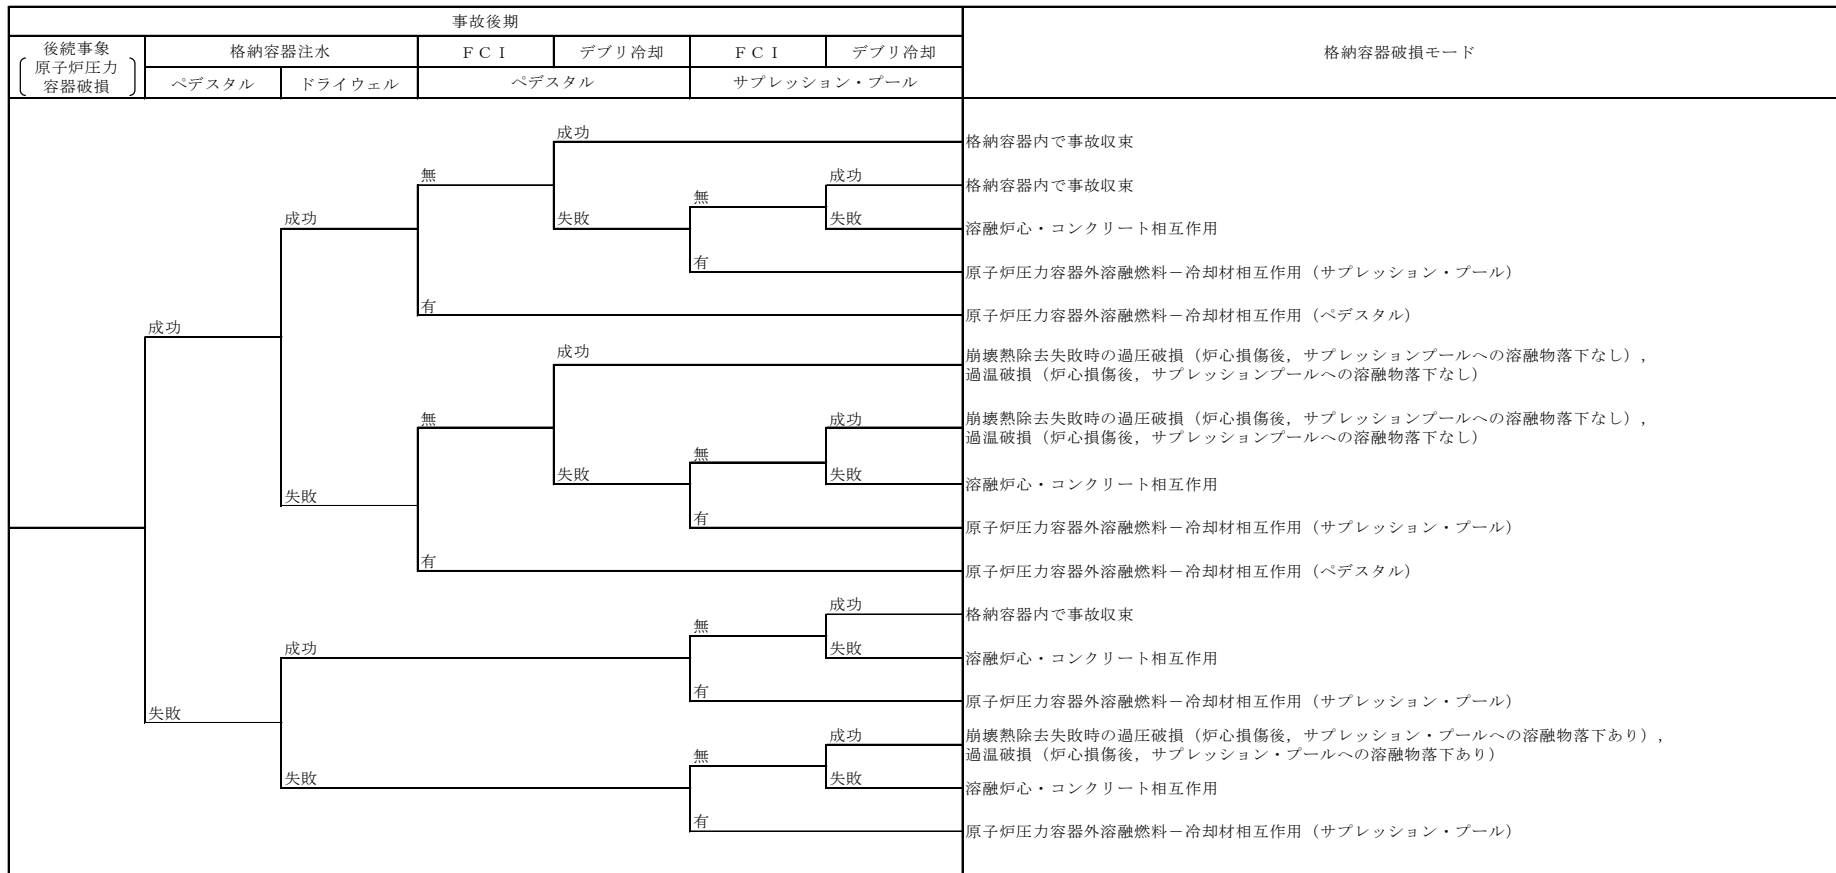 事故後期
後続事象
原子炉圧力
容器破損
格納容器注水
ＦＣＩ
デブリ冷却
ＦＣＩ
デブリ冷却
格納容器破損モード
ペデスタル
ドライウェル
ペデスタル
サプレッション・プール
成功
格納容器内で事故収束
無
成功
格納容器内で事故収束
無
成功
失敗
失敗
溶融炉心・コンクリート相互作用
有
原子炉圧力容器外溶融燃料－冷却材相互作用（サプレッション・プール）
有
原子炉圧力容器外溶融燃料－冷却材相互作用（ペデスタル）
成功
成功
崩壊熱除去失敗時の過圧破損（炉心損傷後，サプレッションプールへの溶融物落下なし），
過温破損（炉心損傷後，サプレッションプールへの溶融物落下なし）
無
成功
崩壊熱除去失敗時の過圧破損（炉心損傷後，サプレッションプールへの溶融物落下なし），
過温破損（炉心損傷後，サプレッションプールへの溶融物落下なし）
無
失敗
失敗
溶融炉心・コンクリート相互作用
失敗
有
原子炉圧力容器外溶融燃料－冷却材相互作用（サプレッション・プール）
有
原子炉圧力容器外溶融燃料－冷却材相互作用（ペデスタル）
成功
格納容器内で事故収束
無
成功
失敗
溶融炉心・コンクリート相互作用
有
原子炉圧力容器外溶融燃料－冷却材相互作用（サプレッション・プール）
失敗
成功
崩壊熱除去失敗時の過圧破損（炉心損傷後，サプレッション・プールへの溶融物落下あり），
過温破損（炉心損傷後，サプレッション・プールへの溶融物落下あり）
無
失敗
失敗
溶融炉心・コンクリート相互作用
有
原子炉圧力容器外溶融燃料－冷却材相互作用（サプレッション・プール）